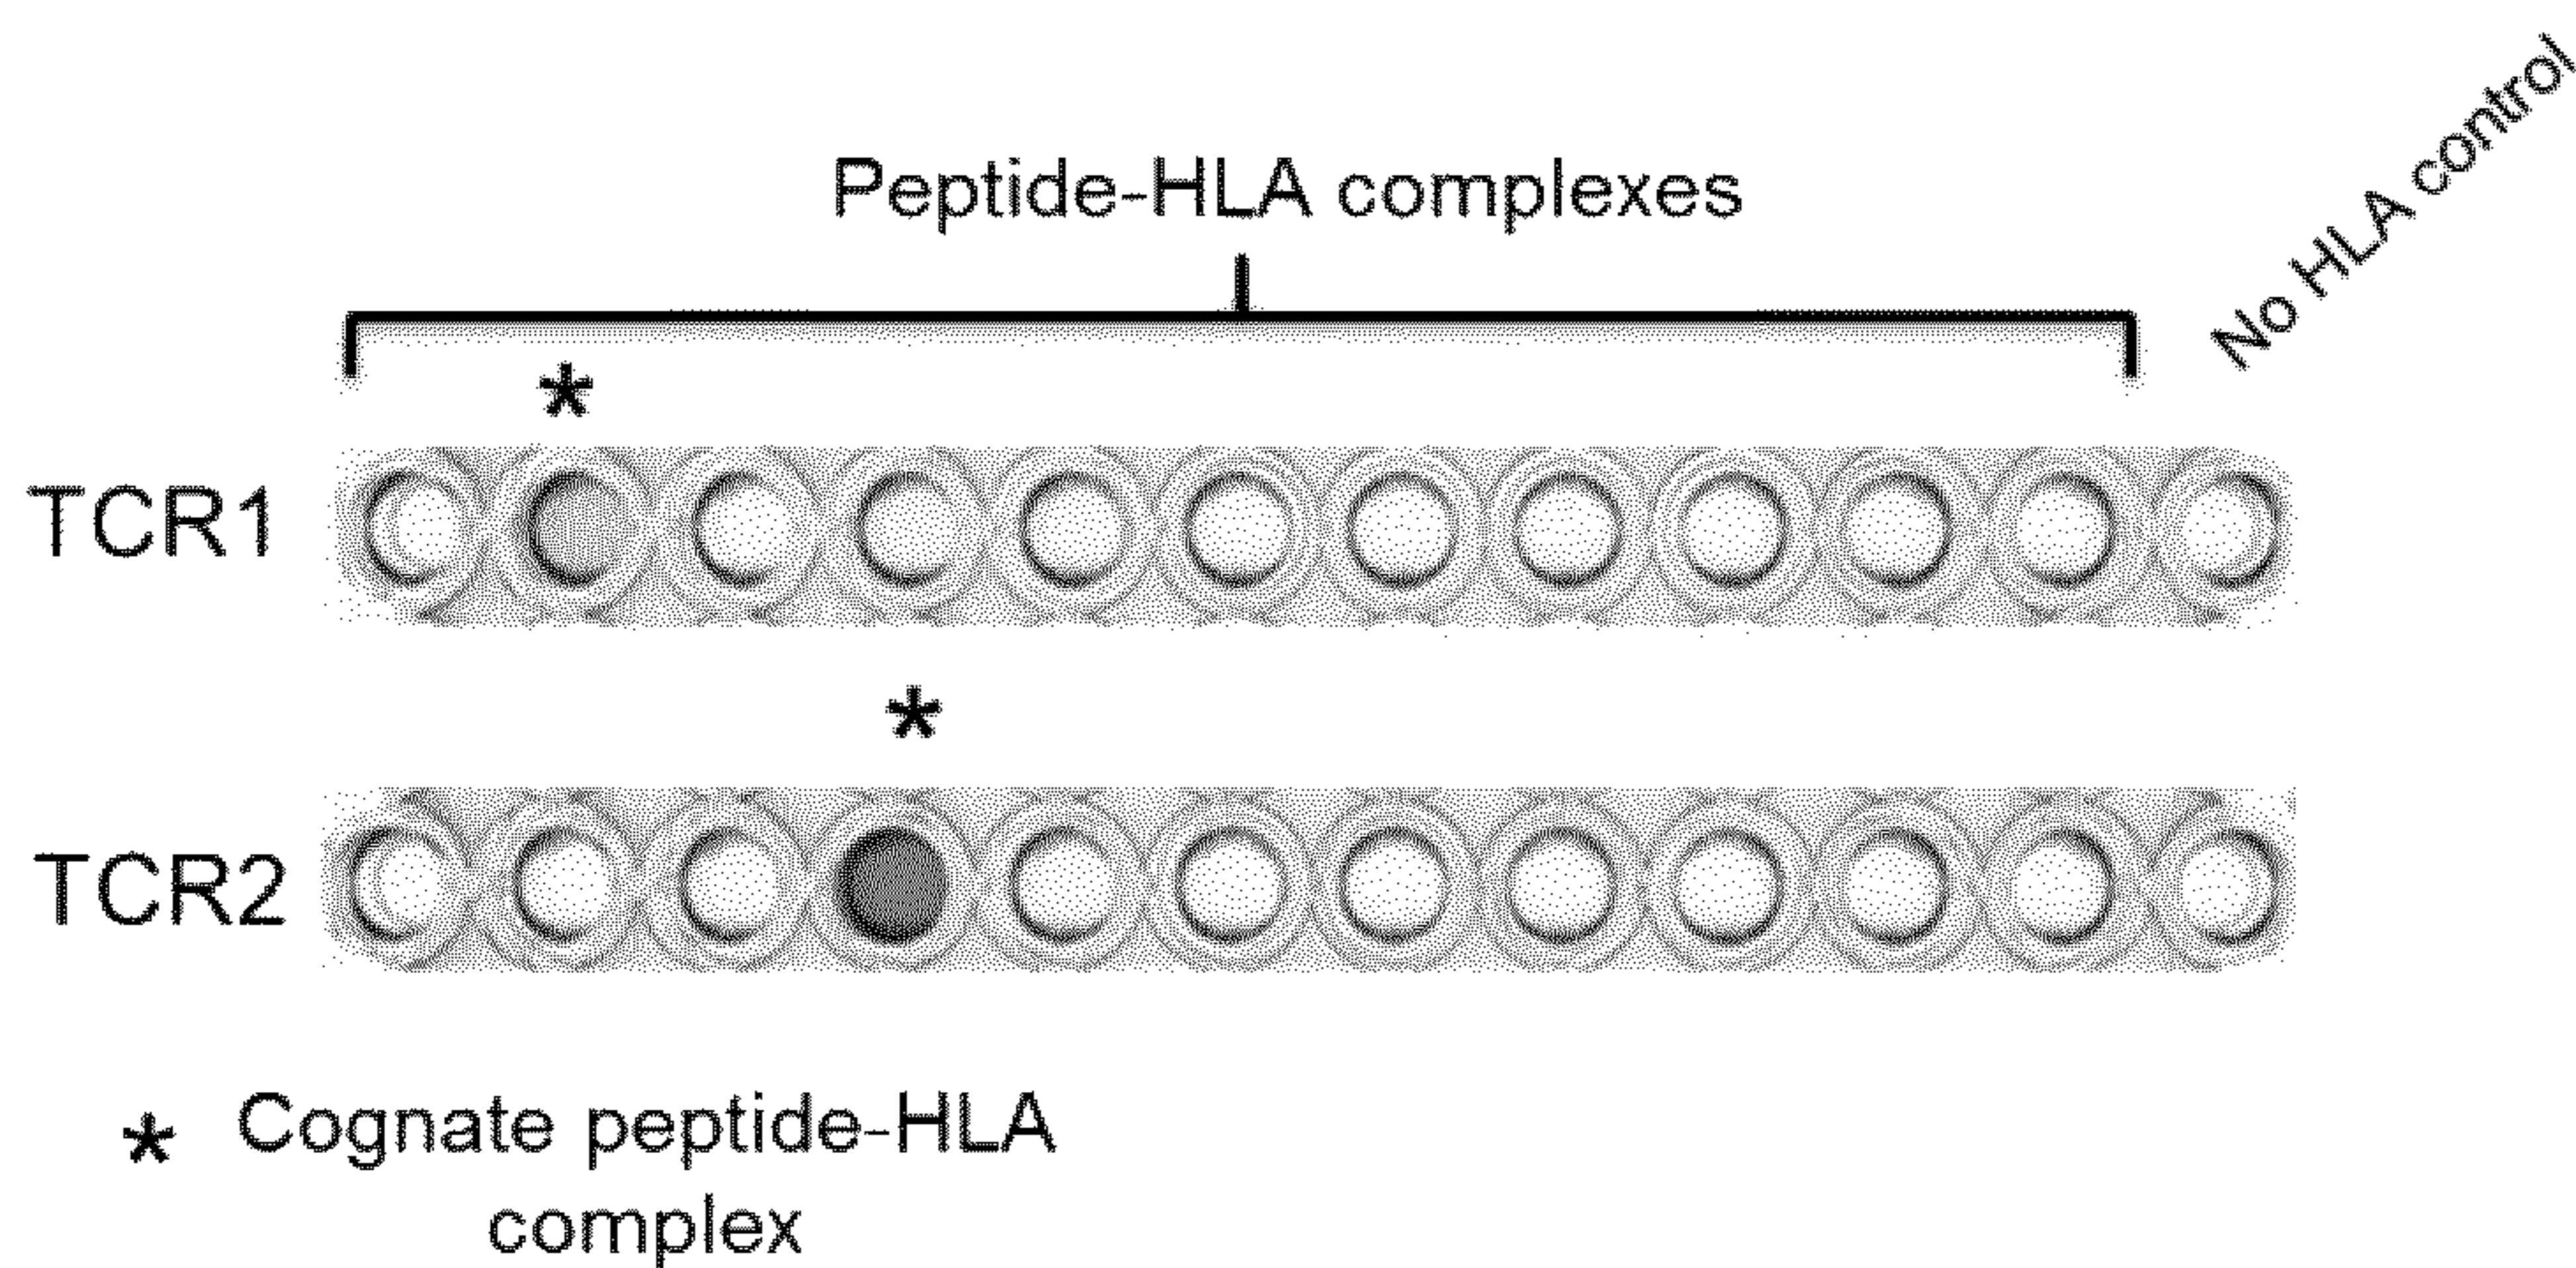 No HLA control
Peptide-HLA complexes
*
TCR1
*
TCR2
* Cognate peptide-HLA
complex